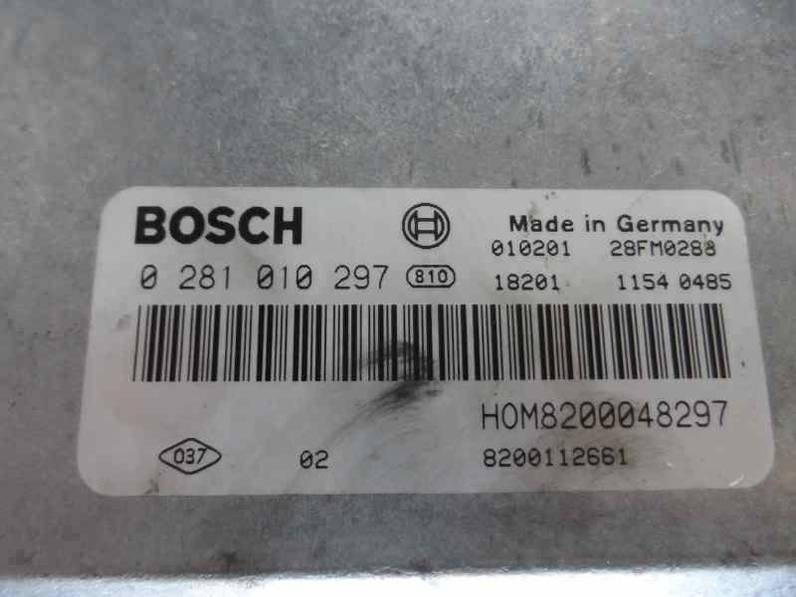 BOSCH Made in Germany
010201 28FM0288
0 281 010 297 810 18201 1154 0485
HOM8200048297
037 02 8200112661